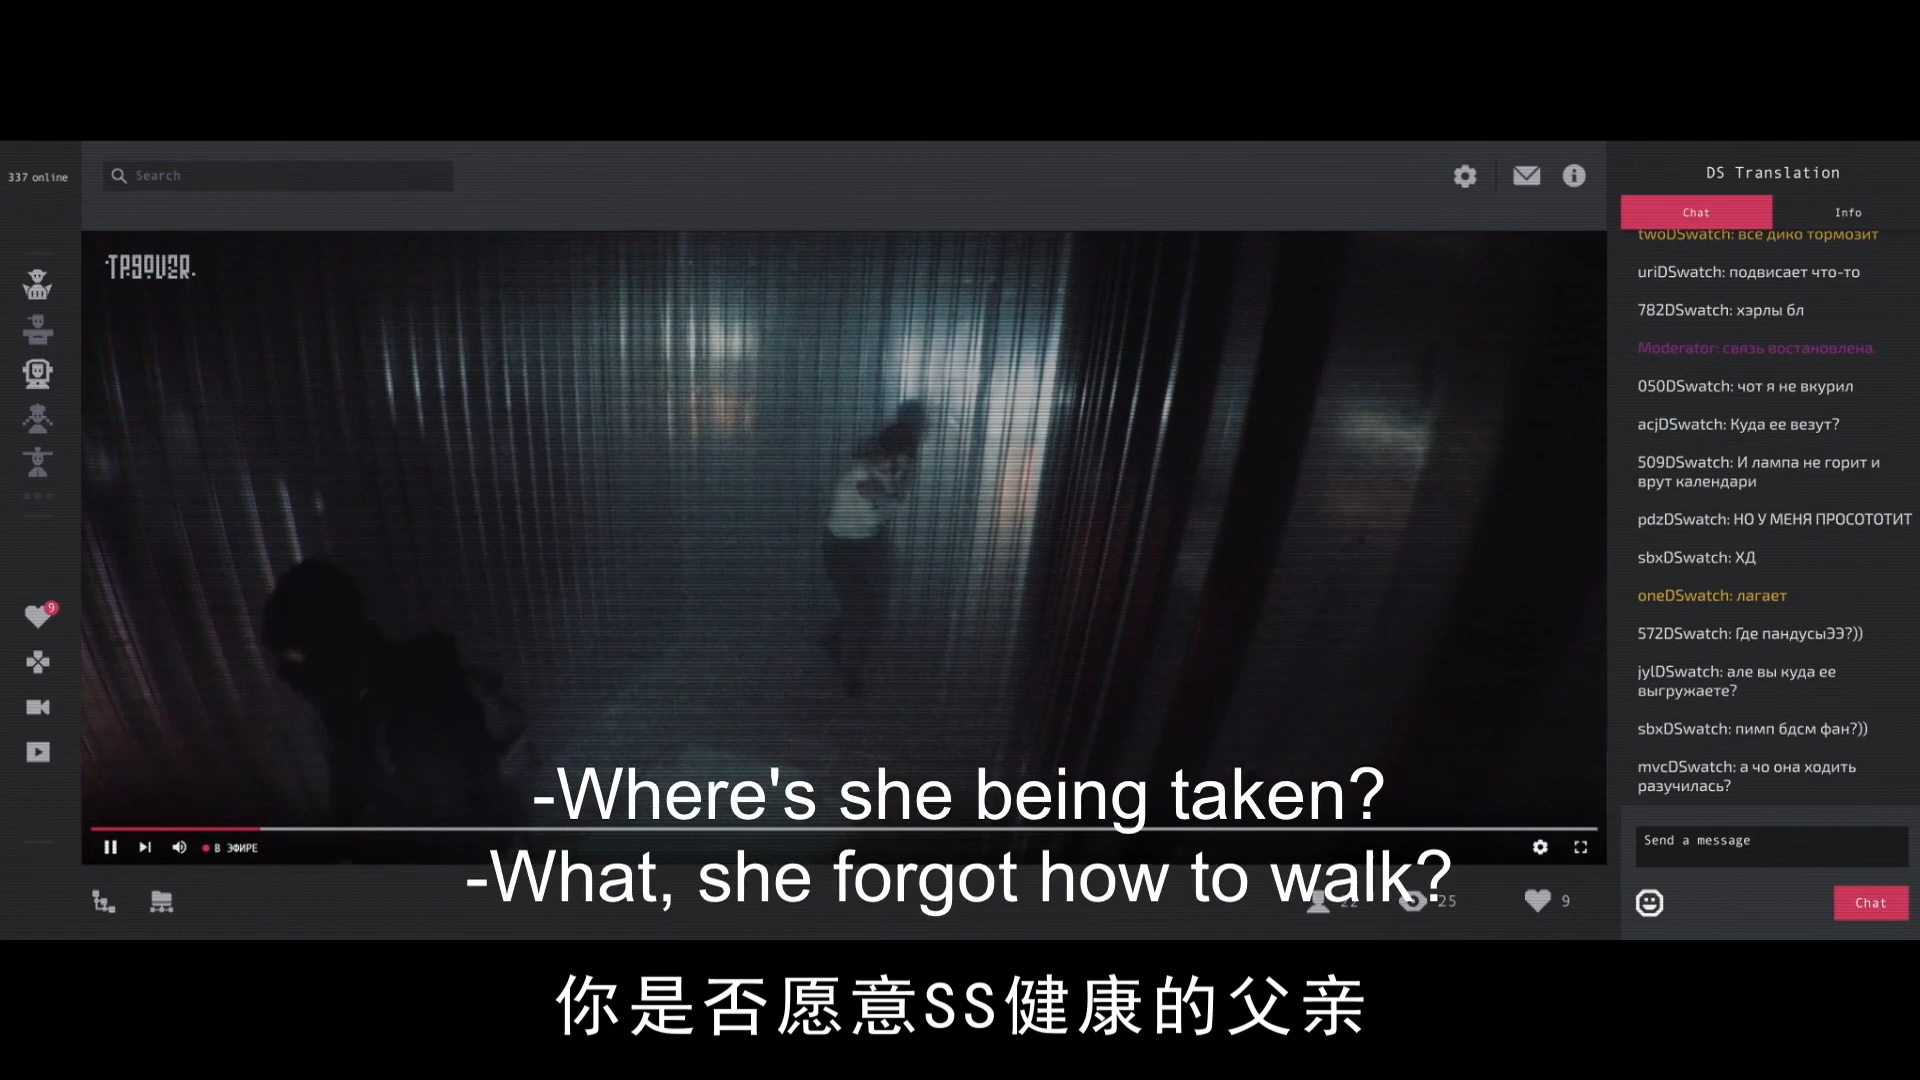 337 online
Search
DS Translation
Chat
Info
twoDSwatch: все дико тормозит
uriDSwatch: подвисает что-то
782DSwatch: хэрлы бл
Moderator: связь востановлена.
050DSwatch: чот я не вкурил
acjDSwatch: Куда ее везут?
509DSwatch: И лампа не горит и
врут календари
pdzDSwatch: НО У МЕНЯ ПРОСОТОТИТ
sbxDSwatch: ХД
oneDSwatch: лагает
572DSwatch: Где пандусыЭЭ?))
jylDSwatch: але вы куда ее
выгружаете?
sbxDSwatch: пимп бдсм фан?))
mvcDSwatch: а чо она ходить
разучилась?
9
-Where's she being taken?
В ЭФИРЕ
Send a message
-What, she forgot how to walk?
22
25
9
Chat
你是否愿意SS健康的父亲